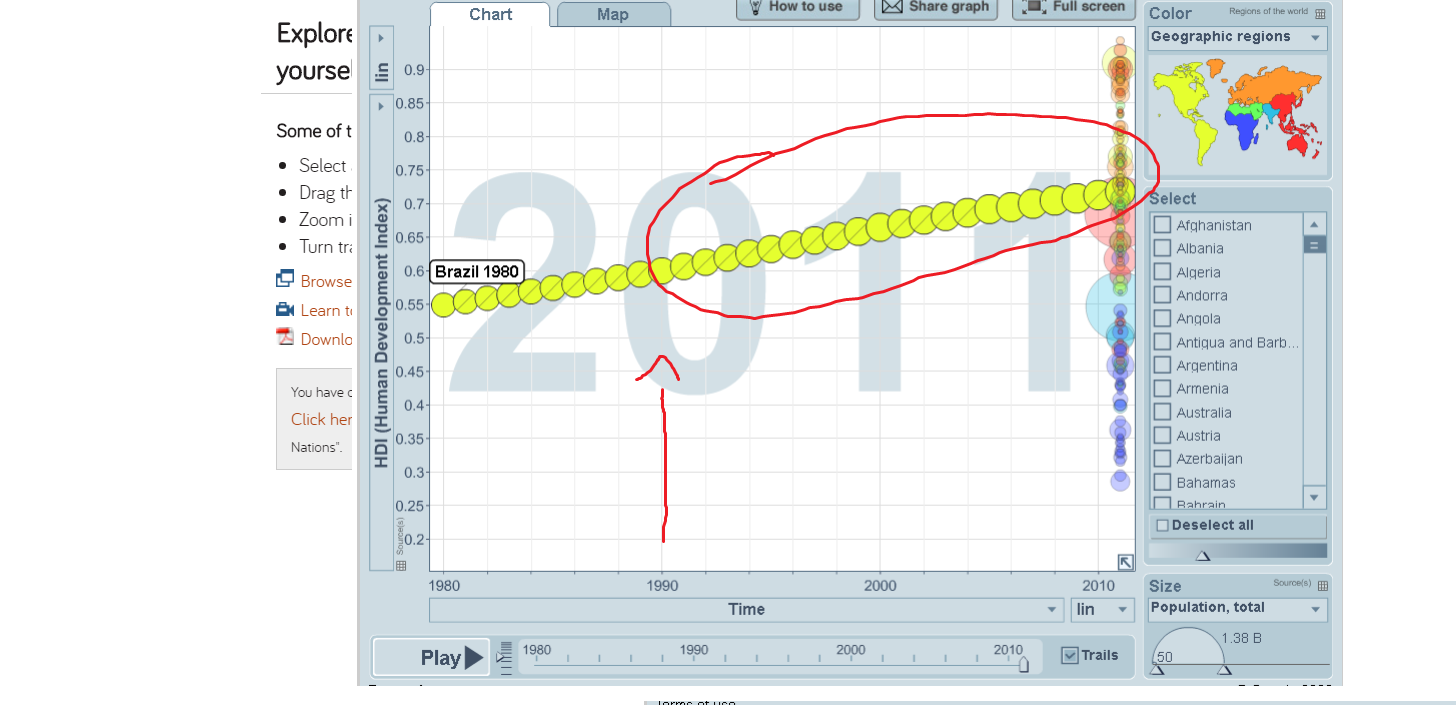 Explore
yoursel
Some of t
Select
Drag th
Zoom i
Turn tra
Browse
Learn to
Downlo
You have c
Click her
Nations".
Chart
Map
How to use
Share graph
Full screen
lin
HDI (Human Development Index)
Source(s)
0.9
0.85
0.8
0.75
0.7
0.65
0.6
0.55
0.5
0.45
0.4
0.35
0.3
0.25
0.2
2011
Brazil 1980
1980 1990 2000 2010
Time
lin
Play
1980 1990 2000 2010
Trails
Color
Regions of the world
Geographic regions
Select
Afghanistan
Albania
Algeria
Andorra
Angola
Antigua and Barb...
Argentina
Armenia
Australia
Austria
Azerbaijan
Bahamas
Bahrain
Deselect all
Size
Source(s)
Population, total
1.38 B
50
Terms of use